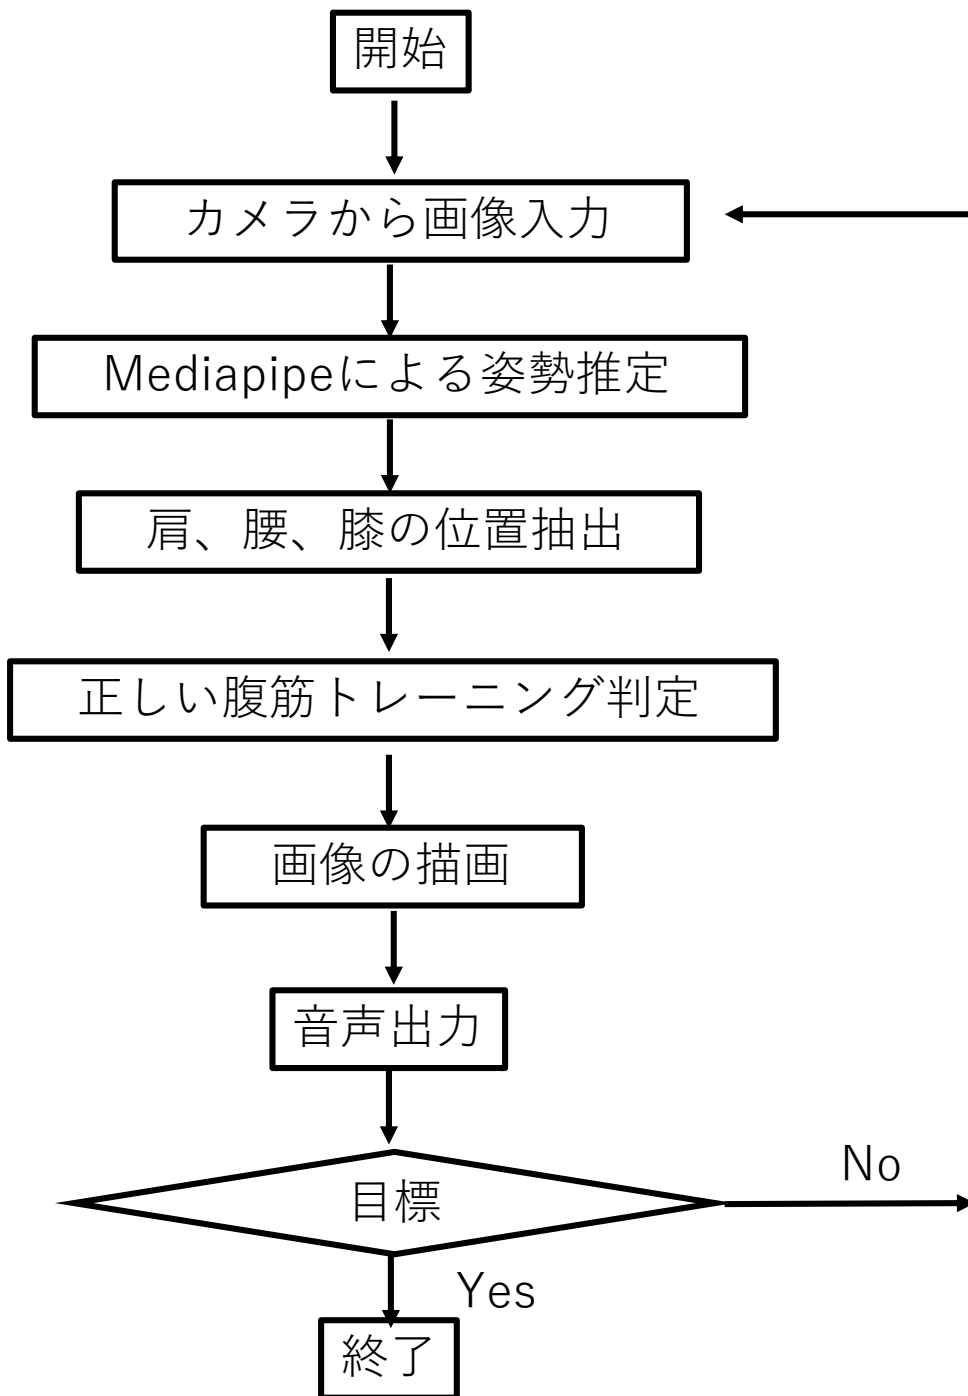 開始
カメラから画像入力
Mediapipeによる姿勢推定
肩、腰、膝の位置抽出
正しい腹筋トレーニング判定
画像の描画
音声出力
目標
No
Yes
終了